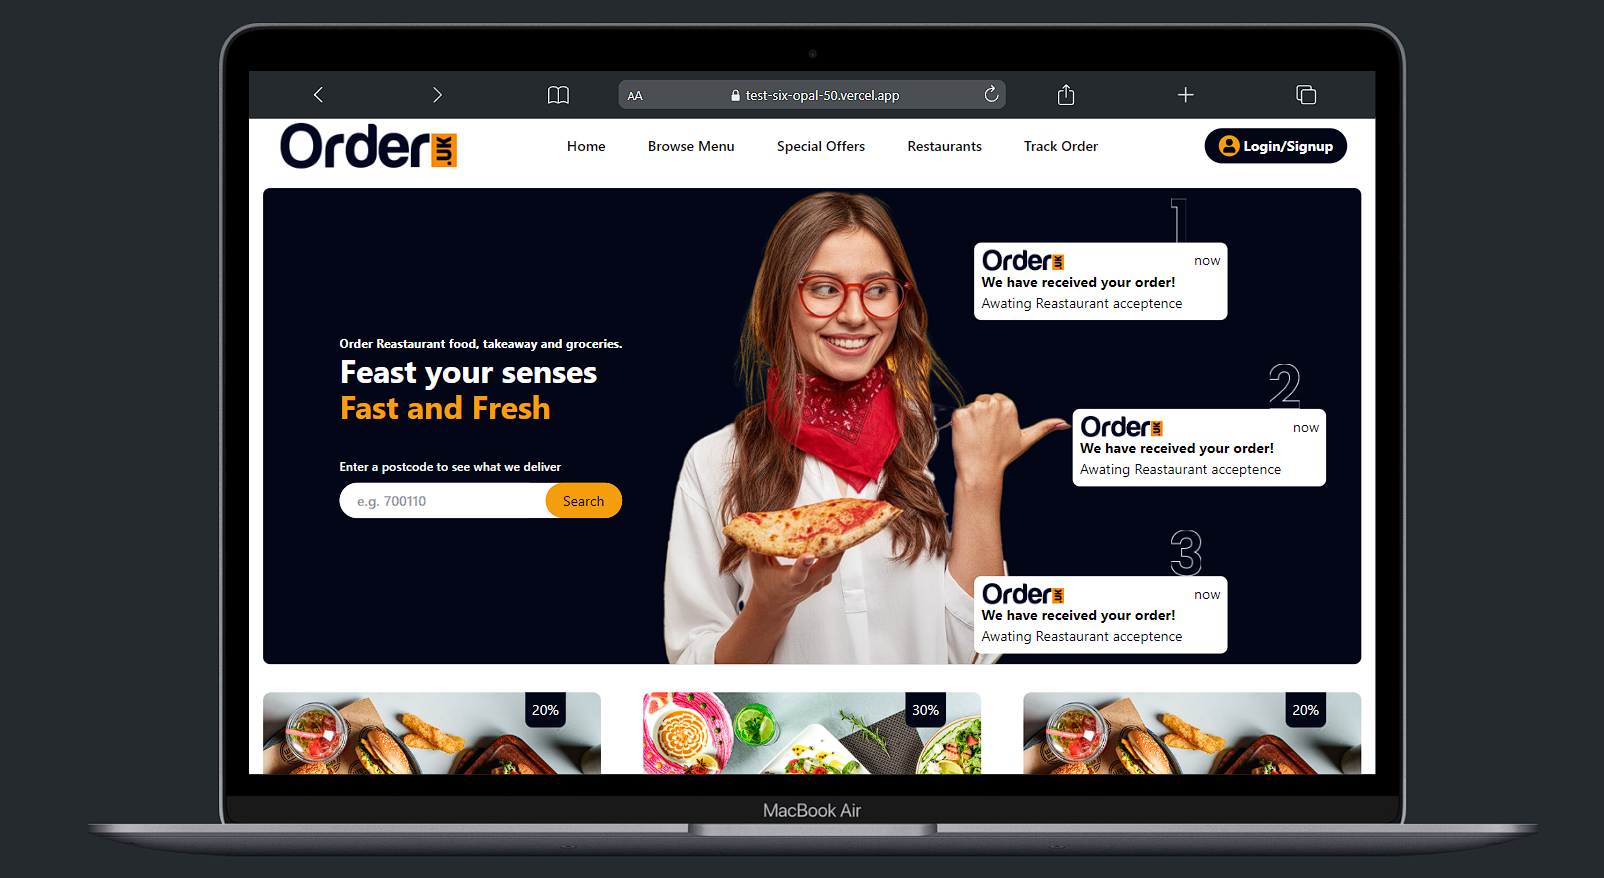 AA
test-six-opal-50.vercel.app
Order.UK
Home
Browse Menu
Special Offers
Restaurants
Track Order
Login/Signup
Order Reastaurant food, takeaway and groceries.
Feast your senses
Fast and Fresh
Enter a postcode to see what we deliver
e.g. 700110
Search
1
Order.UK
now
We have received your order!
Awating Reastaurant acceptence
2
Order.UK
now
We have received your order!
Awating Reastaurant acceptence
3
Order.UK
now
We have received your order!
Awating Reastaurant acceptence
20%
30%
20%
MacBook Air